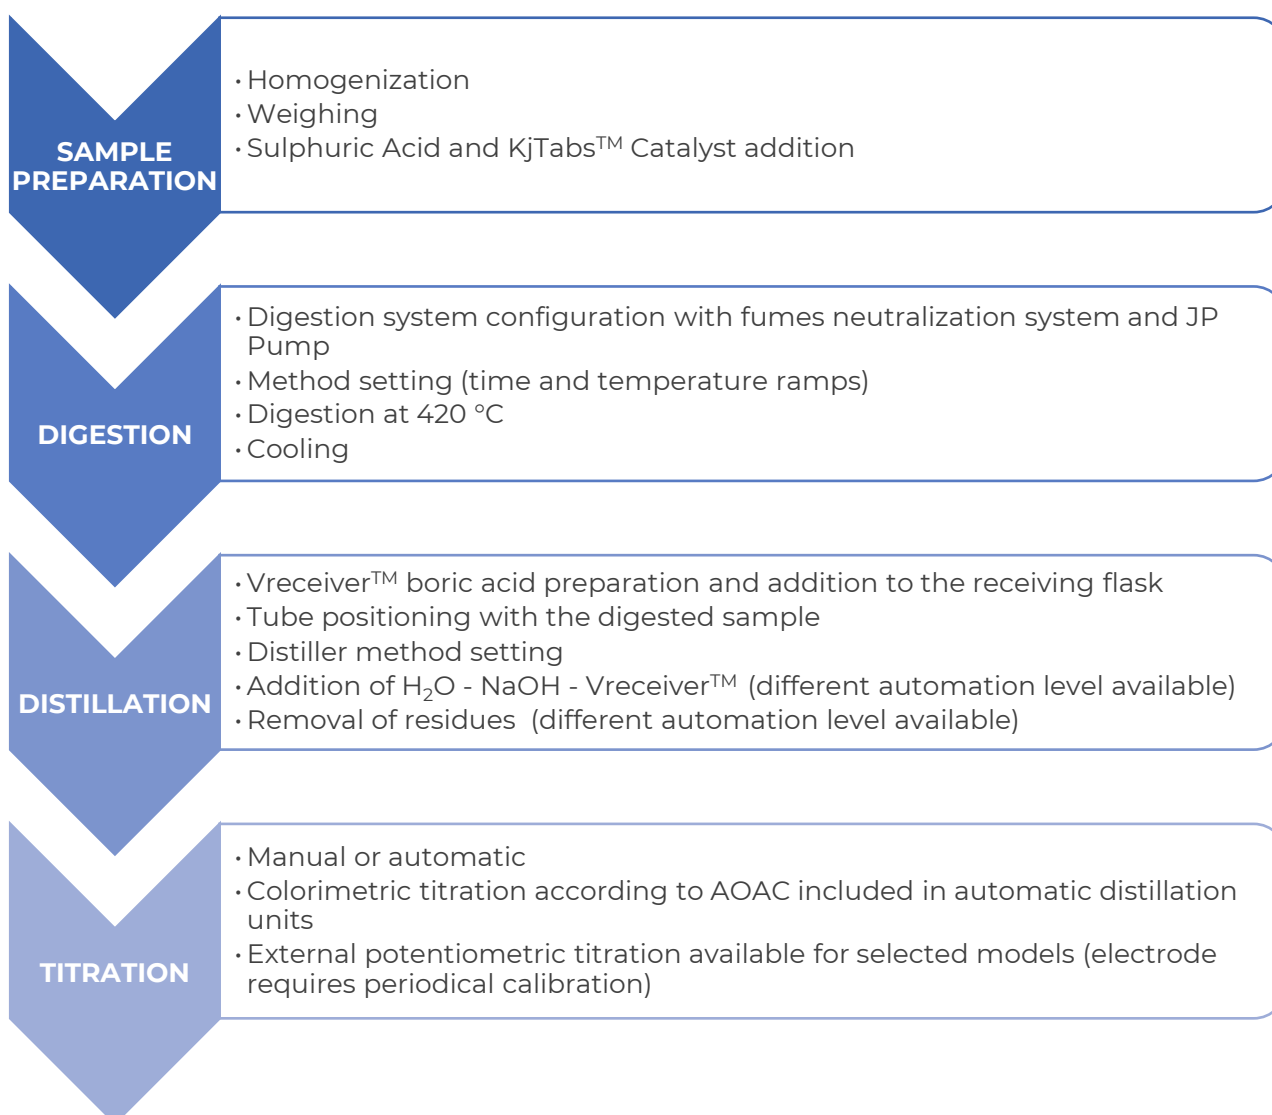 SAMPLE
PREPARATION
· Homogenization
· Weighing
· Sulphuric Acid and KjTabs™ Catalyst addition
DIGESTION
· Digestion system configuration with fumes neutralization system and JP
Pump
· Method setting (time and temperature ramps)
· Digestion at 420 °C
· Cooling
DISTILLATION
· Vreceiver™ boric acid preparation and addition to the receiving flask
· Tube positioning with the digested sample
· Distiller method setting
· Addition of H₂O - NaOH - Vreceiver™ (different automation level available)
· Removal of residues (different automation level available)
TITRATION
· Manual or automatic
· Colorimetric titration according to AOAC included in automatic distillation
units
· External potentiometric titration available for selected models (electrode
requires periodical calibration)